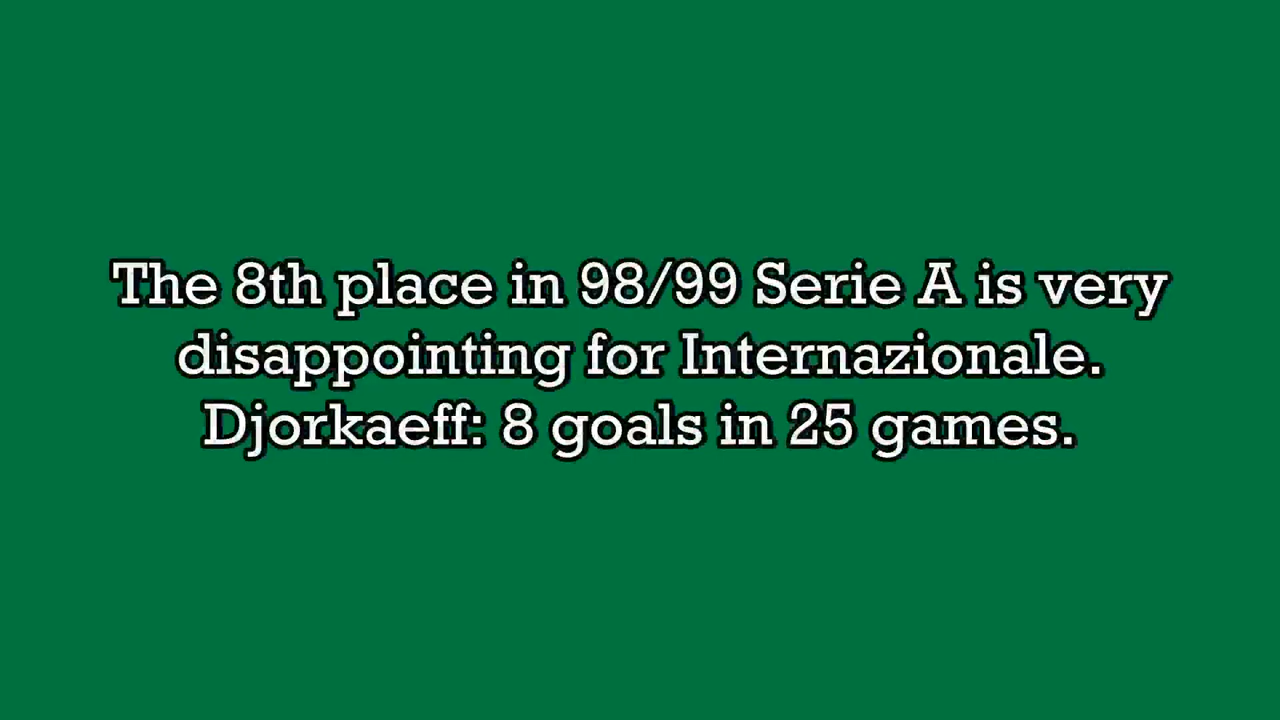 The 8th place in 98/99 Serie A is very
disappointing for Internazionale.
Djorkaeff: 8 goals in 25 games.